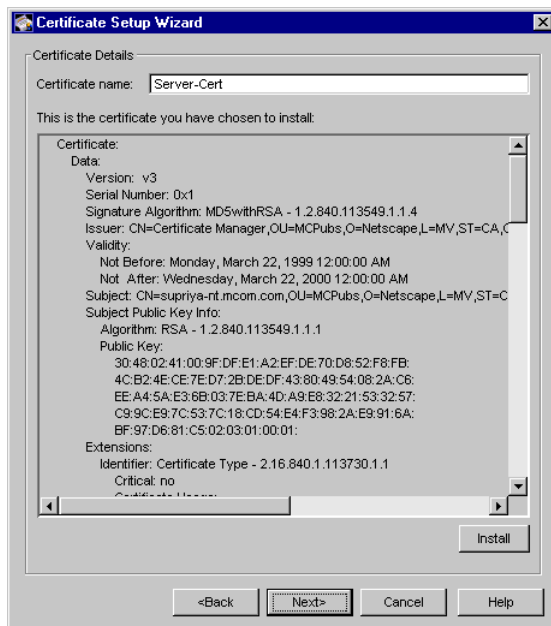 Certificate Setup Wizard
Certificate Details
Certificate name: Server-Cert
This is the certificate you have chosen to install:
Certificate:
Data:
Version: v3
Serial Number: 0x1
Signature Algorithm: MD5withRSA - 1.2.840.113549.1.1.4
Issuer: CN=Certificate Manager,OU=MCPubs,O=Netscape,L=MV,ST=CA,C
Validity:
Not Before: Monday, March 22, 1999 12:00:00 AM
Not After: Wednesday, March 22, 2000 12:00:00 AM
Subject: CN=supriya-nt.mcom.com,OU=MCPubs,O=Netscape,L=MV,ST=C
Subject Public Key Info:
Algorithm: RSA - 1.2.840.113549.1.1.1
Public Key:
30:48:02:41:00:9F:DF:E1:A2:EF:DE:70:D8:52:F8:FB:
4C:B2:4E:CE:7E:D7:2B:DE:DF:43:80:49:54:08:2A:C6:
EE:A4:5A:E3:6B:03:7E:BA:4D:A9:E8:32:21:53:32:57:
C9:9C:E9:7C:53:7C:18:CD:54:E4:F3:98:2A:E9:91:6A:
BF:97:D6:81:C5:02:03:01:00:01:
Extensions:
Identifier: Certificate Type - 2.16.840.1.113730.1.1
Critical: no
Certificate Usage:
Install
<Back Next> Cancel Help